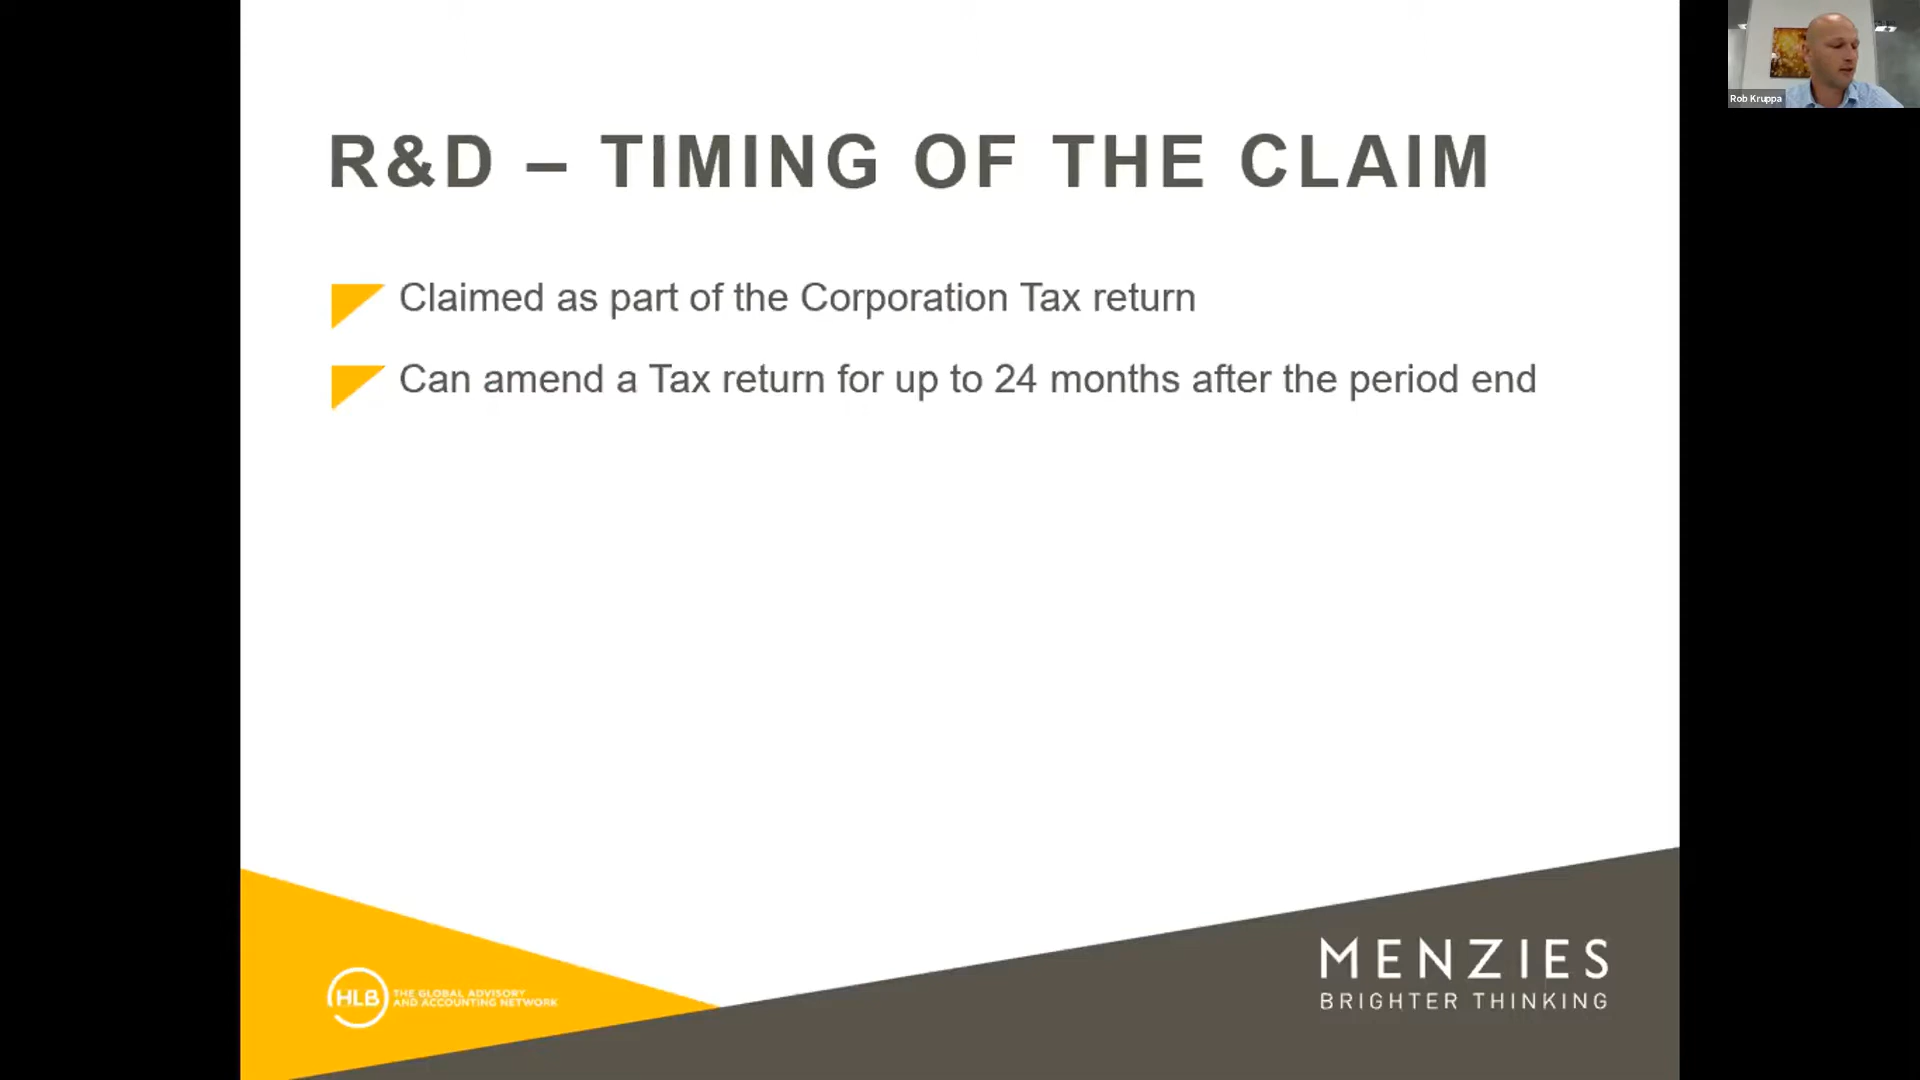 Rob Kruppa
R&D – TIMING OF THE CLAIM
Claimed as part of the Corporation Tax return
Can amend a Tax return for up to 24 months after the period end
HLB
THE GLOBAL ADVISORY
AND ACCOUNTING NETWORK
MENZIES
BRIGHTER THINKING